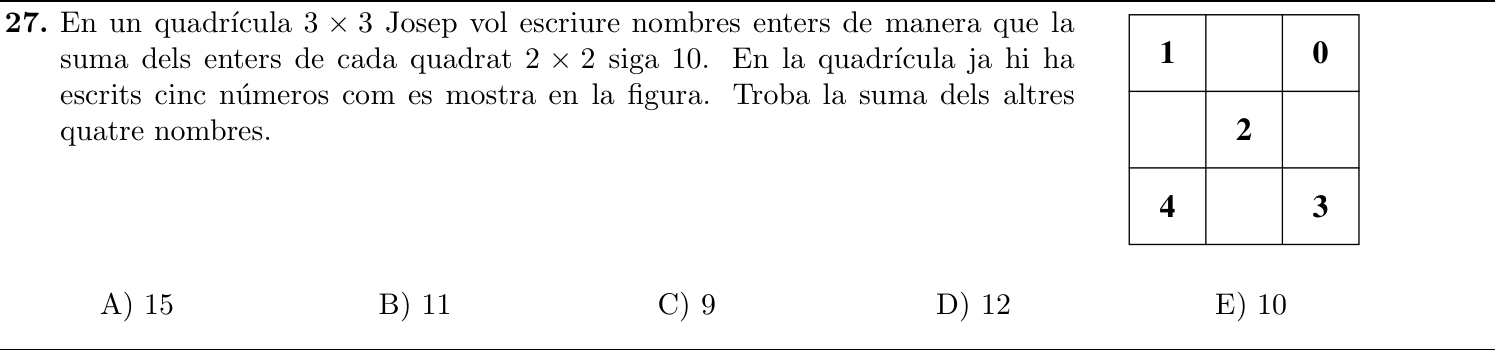 27. En un quadrícula 3 × 3 Josep vol escriure nombres enters de manera que la
suma dels enters de cada quadrat 2 × 2 siga 10. En la quadrícula ja hi ha
escrits cinc números com es mostra en la figura. Troba la suma dels altres
quatre nombres.
1 0
2
4 3
A) 15 B) 11 C) 9 D) 12 E) 10